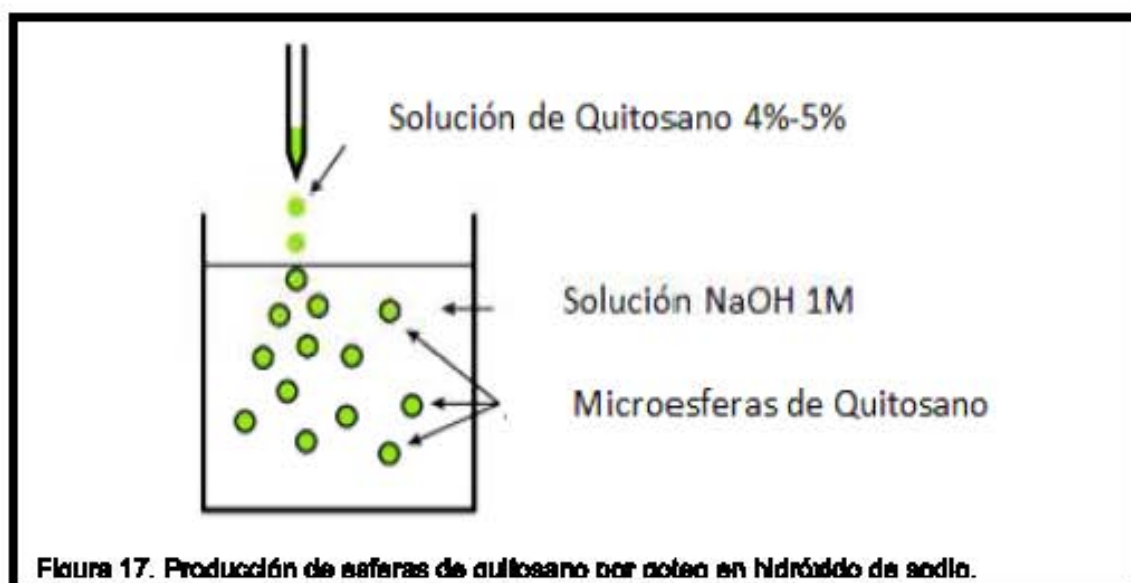 Solución de Quitosano 4%-5%
Solución NaOH 1M
Microesferas de Quitosano
Figura 17. Producción de esferas de quitosano por goteo en hidróxido de sodio.